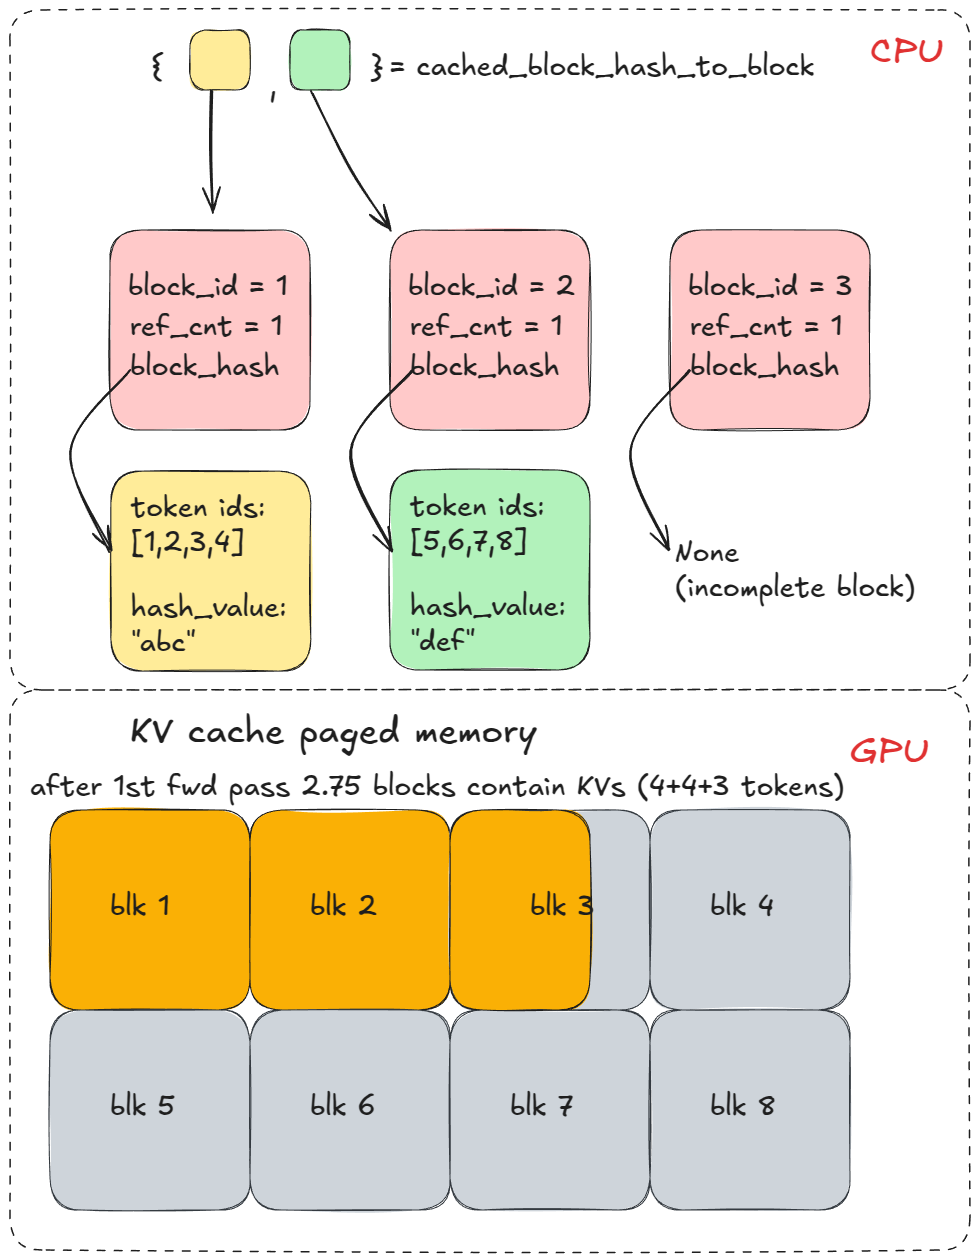 CPU
{ , } = cached_block_hash_to_block
block_id = 1
ref_cnt = 1
block_hash
block_id = 2
ref_cnt = 1
block_hash
block_id = 3
ref_cnt = 1
block_hash
token ids:
[1,2,3,4]
hash_value:
"abc"
token ids:
[5,6,7,8]
hash_value:
"def"
None
(incomplete block)
KV cache paged memory
GPU
after 1st fwd pass 2.75 blocks contain KVs (4+4+3 tokens)
blk 1
blk 2
blk 3
blk 4
blk 5
blk 6
blk 7
blk 8